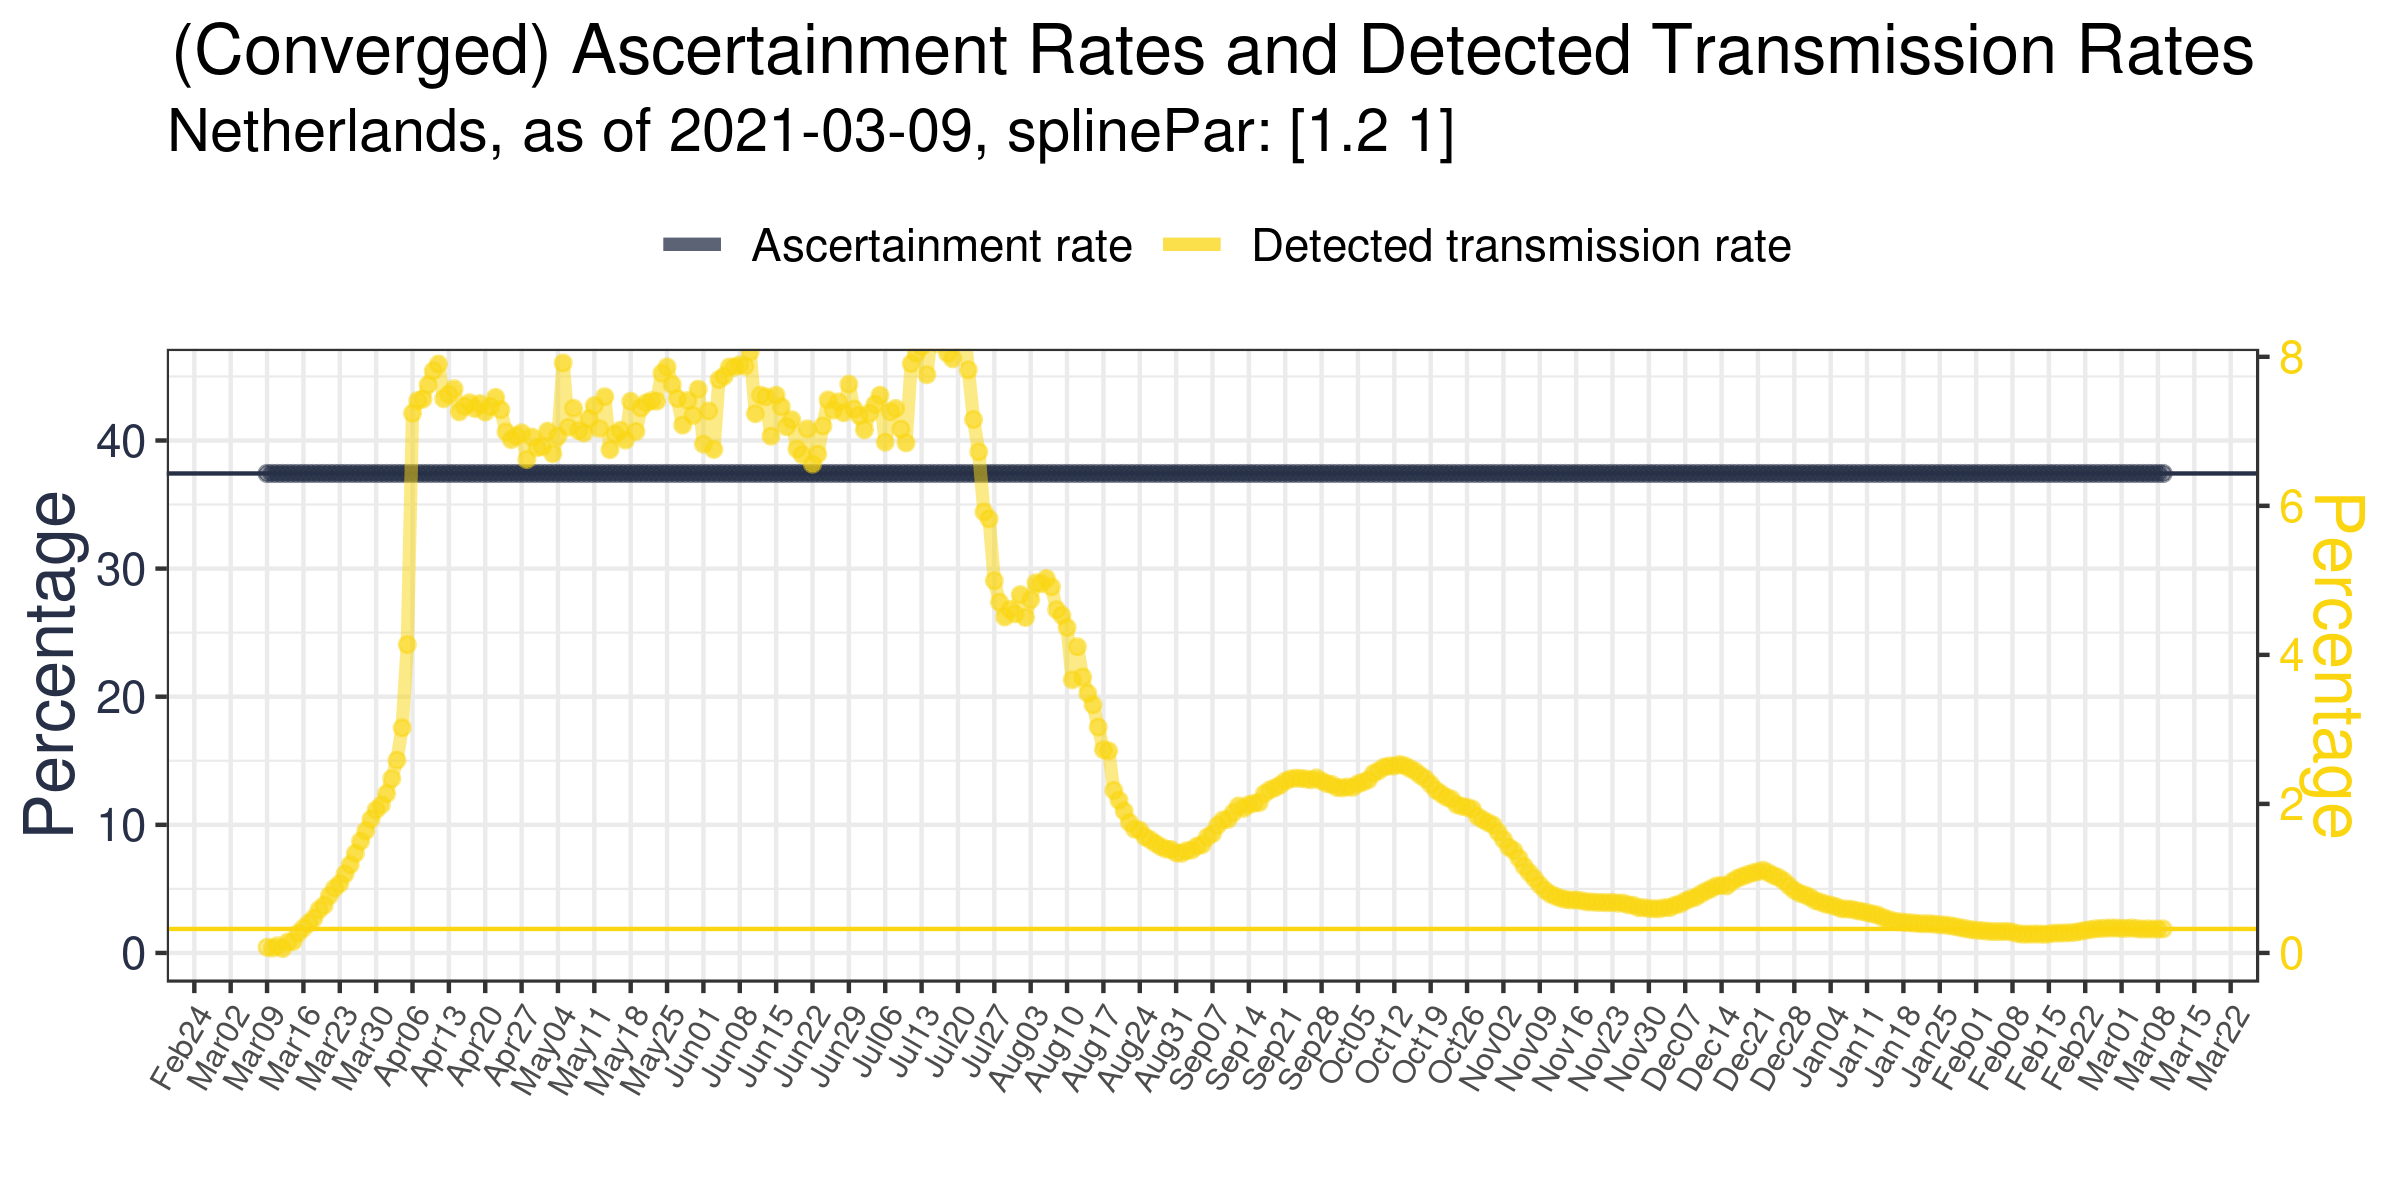 (Converged) Ascertainment Rates and Detected Transmission Rates
Netherlands, as of 2021-03-09, splinePar: [1.2 1]
Ascertainment rate Detected transmission rate
Percentage
40
30
20
10
0
8
6
4
2
0
Percentage
Feb24 Mar02 Mar09 Mar16 Mar23 Mar30 Apr06 Apr13 Apr20 Apr27 May04 May11 May18 May25 Jun01 Jun08 Jun15 Jun22 Jun29 Jul06 Jul13 Jul20 Jul27 Aug03 Aug10 Aug17 Aug24 Aug31 Sep07 Sep14 Sep21 Sep28 Oct05 Oct12 Oct19 Oct26 Nov02 Nov09 Nov16 Nov23 Nov30 Dec07 Dec14 Dec21 Dec28 Jan04 Jan11 Jan18 Jan25 Feb01 Feb08 Feb15 Feb22 Mar01 Mar08 Mar15 Mar22